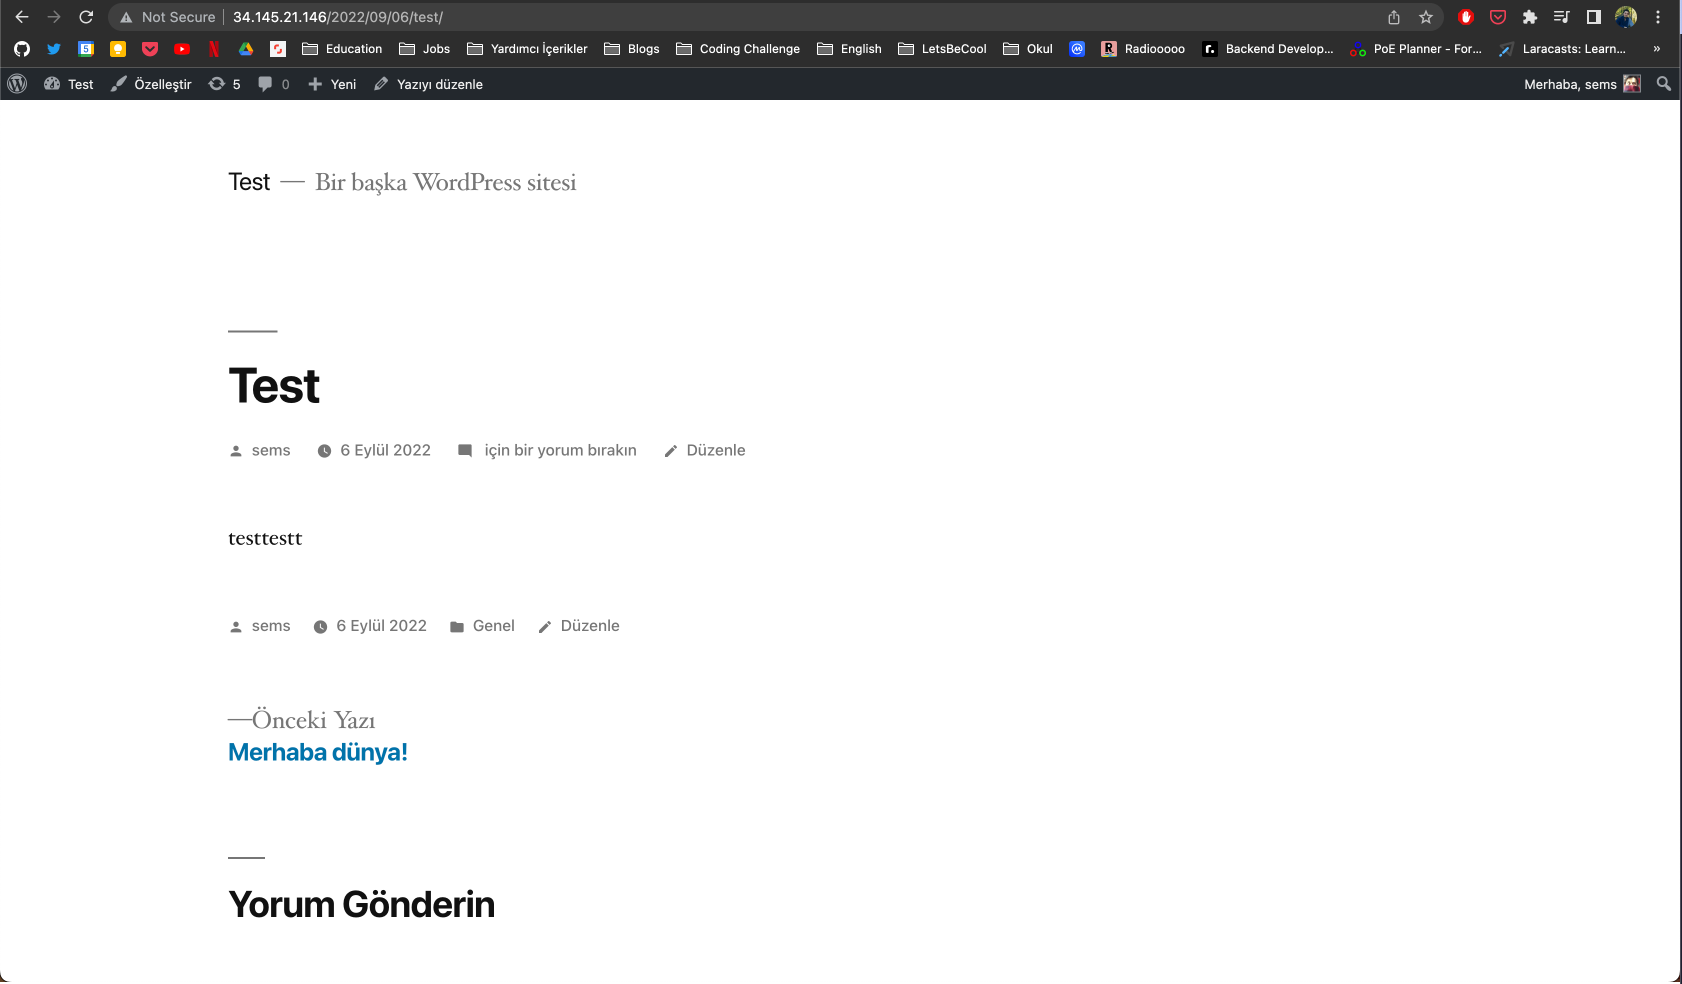 Not Secure 34.145.21.146/2022/09/06/test/
5 Education Jobs Yardımcı İçerikler Blogs Coding Challenge English LetsBeCool Okul R Radiooooo r. Backend Develop... PoE Planner - For... Laracasts: Learn... »
Test Özelleştir 5 0 Yeni Yazıyı düzenle Merhaba, sems
Test — Bir başka WordPress sitesi
Test
sems 6 Eylül 2022 için bir yorum bırakın Düzenle
testtestt
sems 6 Eylül 2022 Genel Düzenle
—Önceki Yazı
Merhaba dünya!
Yorum Gönderin